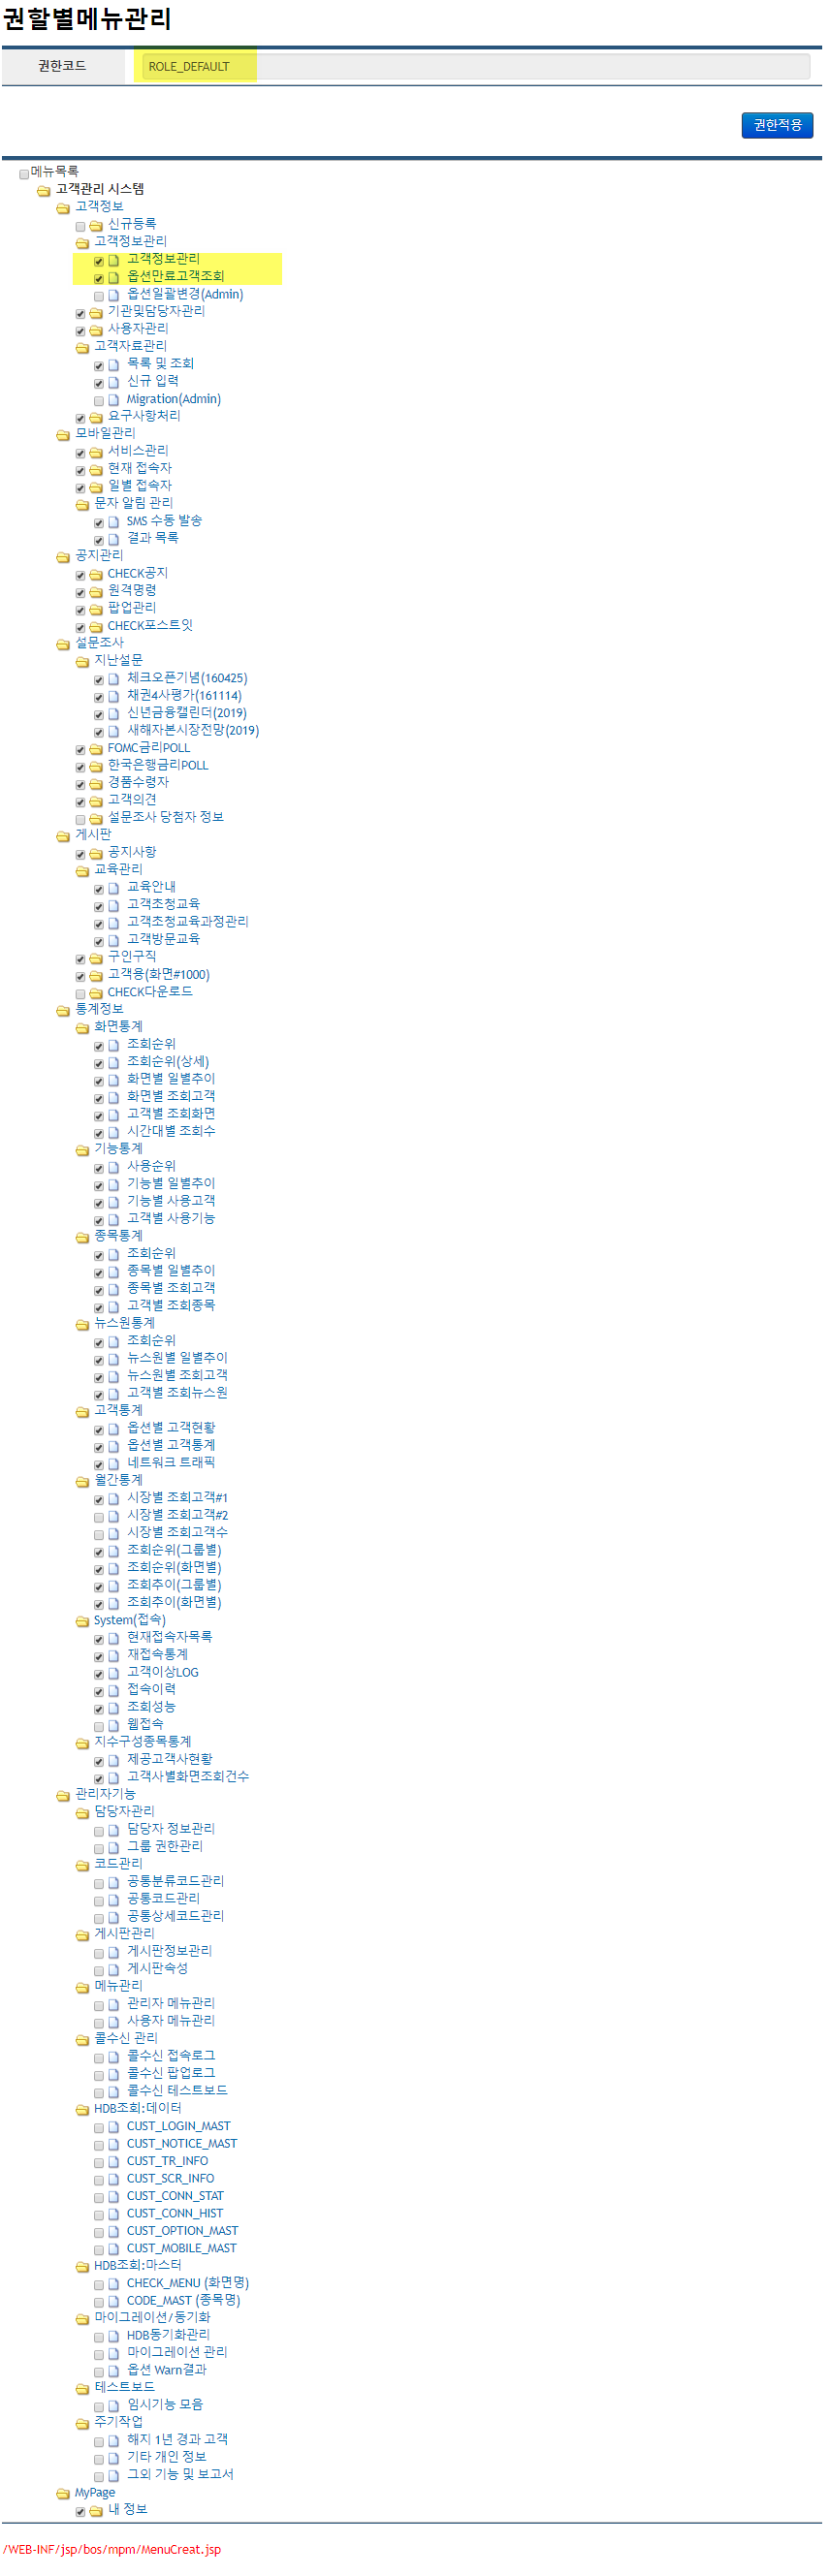 권할별메뉴관리
권한코드 ROLE_DEFAULT
권한적용
메뉴목록
고객관리 시스템
고객정보
신규등록
고객정보관리
고객정보관리
옵션만료고객조회
옵션일괄변경(Admin)
기관및담당자관리
사용자관리
고객자료관리
목록 및 조회
신규 입력
Migration(Admin)
요구사항처리
모바일관리
서비스관리
현재 접속자
일별 접속자
문자 알림 관리
SMS 수동 발송
결과 목록
공지관리
CHECK공지
원격명령
팝업관리
CHECK포스트잇
설문조사
지난설문
체크오픈기념(160425)
채권4사평가(161114)
신년금융캘린더(2019)
새해자본시장전망(2019)
FOMC금리POLL
한국은행금리POLL
경품수령자
고객의견
설문조사 당첨자 정보
게시판
공지사항
교육관리
교육안내
고객초청교육
고객초청교육과정관리
고객방문교육
구인구직
고객용(화면#1000)
CHECK다운로드
통계정보
화면통계
조회순위
조회순위(상세)
화면별 일별추이
화면별 조회고객
고객별 조회화면
시간대별 조회수
기능통계
사용순위
기능별 일별추이
기능별 사용고객
고객별 사용기능
종목통계
조회순위
종목별 일별추이
종목별 조회고객
고객별 조회종목
뉴스원통계
조회순위
뉴스원별 일별추이
뉴스원별 조회고객
고객별 조회뉴스원
고객통계
옵션별 고객현황
옵션별 고객통계
네트워크 트래픽
월간통계
시장별 조회고객#1
시장별 조회고객#2
시장별 조회고객수
조회순위(그룹별)
조회순위(화면별)
조회추이(그룹별)
조회추이(화면별)
System(접속)
현재접속자목록
재접속통계
고객이상LOG
접속이력
조회성능
웹접속
지수구성종목통계
제공고객사현황
고객사별화면조회건수
관리자기능
담당자관리
담당자 정보관리
그룹 권한관리
코드관리
공통분류코드관리
공통코드관리
공통상세코드관리
게시판관리
게시판정보관리
게시판속성
메뉴관리
관리자 메뉴관리
사용자 메뉴관리
콜수신 관리
콜수신 접속로그
콜수신 팝업로그
콜수신 테스트보드
HDB조회:데이터
CUST_LOGIN_MAST
CUST_NOTICE_MAST
CUST_TR_INFO
CUST_SCR_INFO
CUST_CONN_STAT
CUST_CONN_HIST
CUST_OPTION_MAST
CUST_MOBILE_MAST
HDB조회:마스터
CHECK_MENU (화면명)
CODE_MAST (종목명)
마이그레이션/동기화
HDB동기화관리
마이그레이션 관리
옵션 Warn결과
테스트보드
임시기능 모음
주기작업
해지 1년 경과 고객
기타 개인 정보
그외 기능 및 보고서
MyPage
내 정보
/WEB-INF/jsp/bos/mpm/MenuCreat.jsp